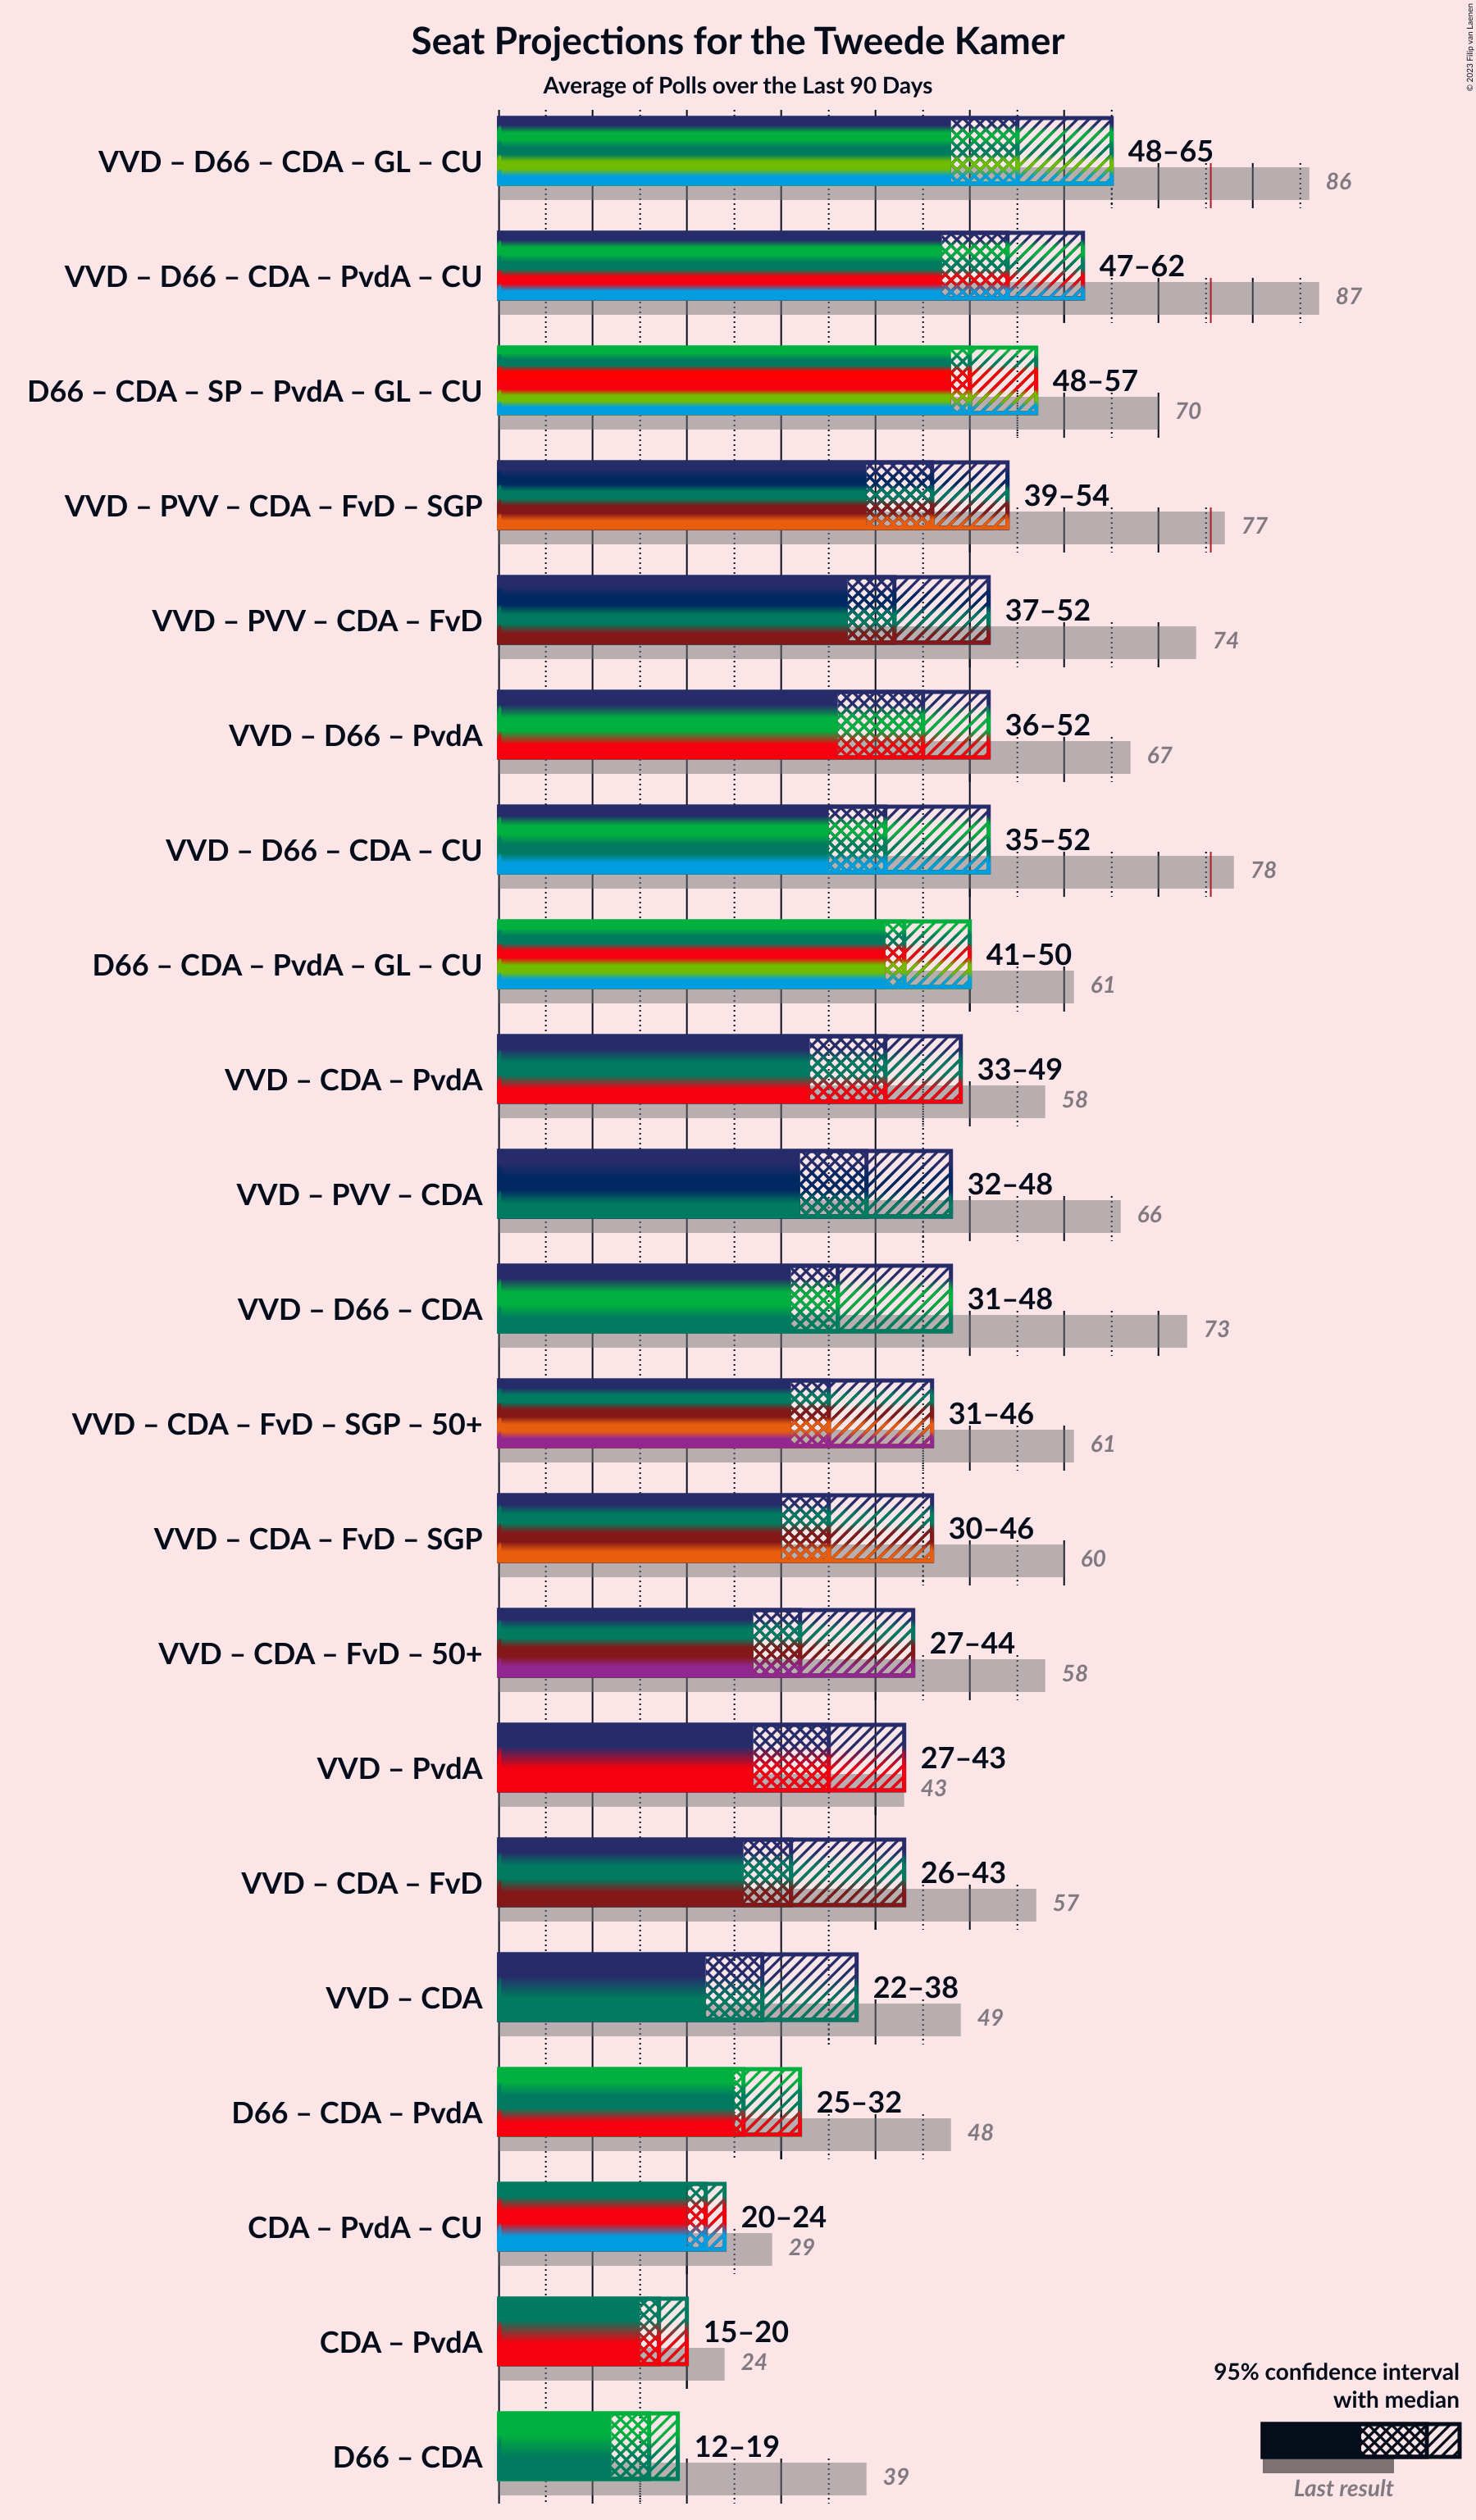 Seat Projections for the Tweede Kamer
Average of Polls over the Last 90 Days
© 2023 Filip van Laenen
VVD – D66 – CDA – GL – CU
48–65
86
VVD – D66 – CDA – PvdA – CU
47–62
87
D66 – CDA – SP – PvdA – GL – CU
48–57
70
VVD – PVV – CDA – FvD – SGP
39–54
77
VVD – PVV – CDA – FvD
37–52
74
VVD – D66 – PvdA
36–52
67
VVD – D66 – CDA – CU
35–52
78
D66 – CDA – PvdA – GL – CU
41–50
61
VVD – CDA – PvdA
33–49
58
VVD – PVV – CDA
32–48
66
VVD – D66 – CDA
31–48
73
VVD – CDA – FvD – SGP – 50+
31–46
61
VVD – CDA – FvD – SGP
30–46
60
VVD – CDA – FvD – 50+
27–44
58
VVD – PvdA
27–43
43
VVD – CDA – FvD
26–43
57
VVD – CDA
22–38
49
D66 – CDA – PvdA
25–32
48
CDA – PvdA – CU
20–24
29
CDA – PvdA
15–20
24
D66 – CDA
12–19
39
95% confidence interval
with median
Last result